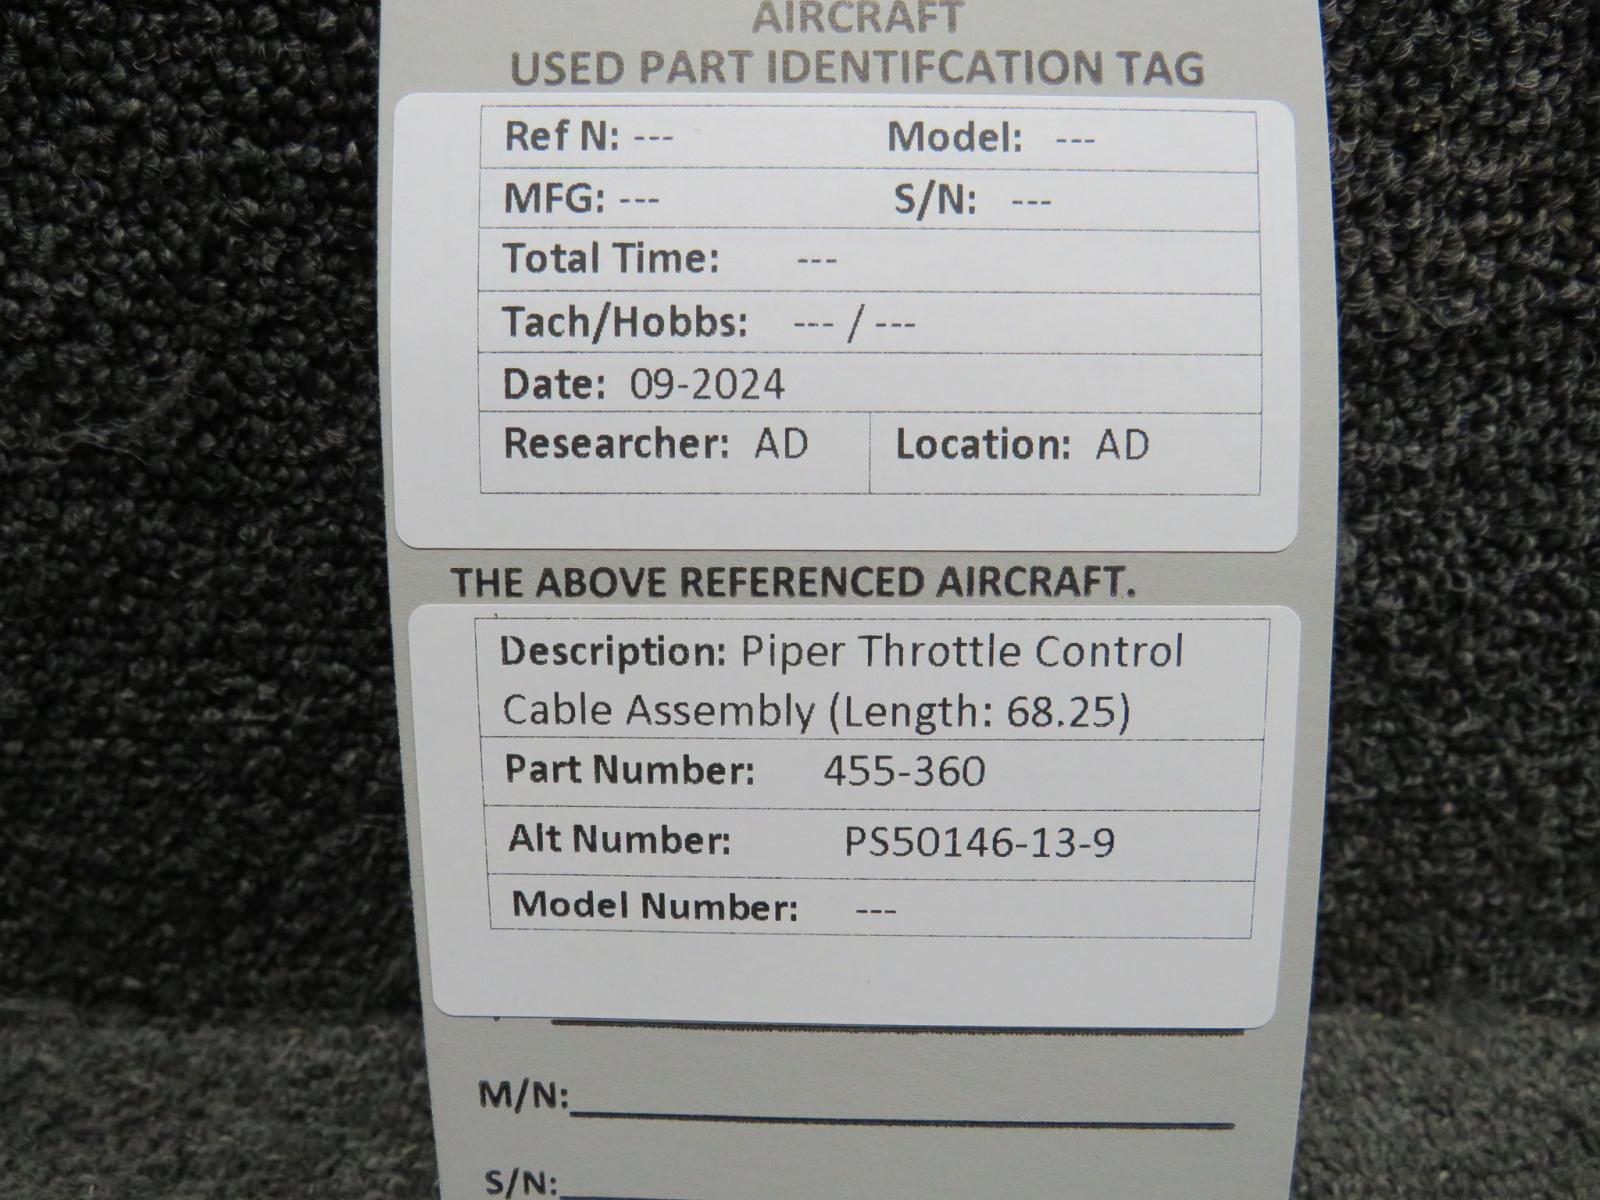 AIRCRAFT
USED PART IDENTIFCATION TAG
Ref N: --- Model: ---
MFG: --- S/N: ---
Total Time: ---
Tach/Hobbs: --- / ---
Date: 09-2024
Researcher: AD Location: AD
THE ABOVE REFERENCED AIRCRAFT.
Description: Piper Throttle Control
Cable Assembly (Length: 68.25)
Part Number: 455-360
Alt Number: PS50146-13-9
Model Number: ---
M/N:
S/N: